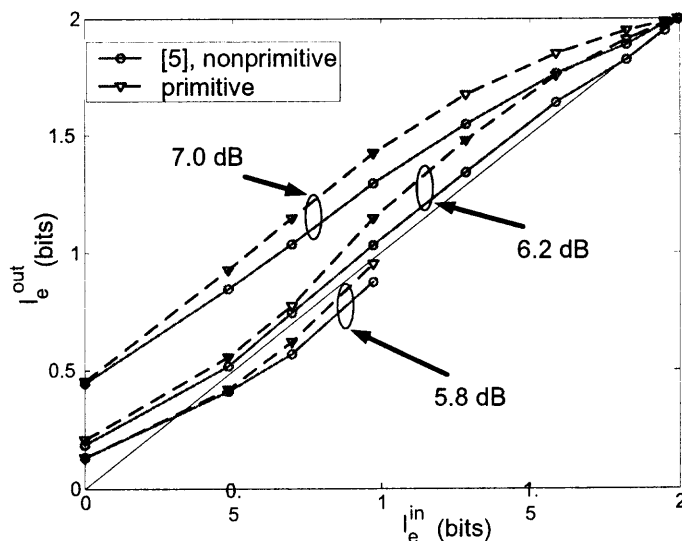 2
[5], nonprimitive
primitive
1.5
7.0 dB
6.2 dB
1
I_e^out (bits)
0.5
5.8 dB
0
0 0.5 1 1.5 2
I_e^in (bits)